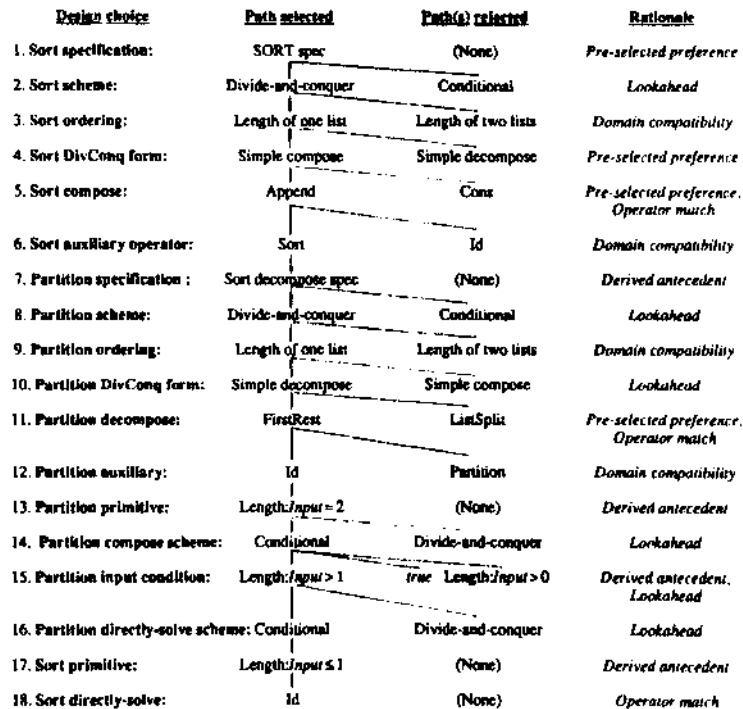 Design choice Path selected Path(s) rejected Rationale
1. Sort specification: SORT spec (None) Pre-selected preference
2. Sort scheme: Divide-and-conquer Conditional Lookahead
3. Sort ordering: Length of one list Length of two lists Domain compatibility
4. Sort DivConq form: Simple compose Simple decompose Pre-selected preference
5. Sort compose: Append Cons Pre-selected preference,
Operator match
6. Sort auxiliary operator: Sort Id Domain compatibility
7. Partition specification : Sort decompose spec (None) Derived antecedent
8. Partition scheme: Divide-and-conquer Conditional Lookahead
9. Partition ordering: Length of one list Length of two lists Domain compatibility
10. Partition DivConq form: Simple decompose Simple compose Lookahead
11. Partition decompose: FirstRest ListSplit Pre-selected preference,
Operator match
12. Partition auxiliary: Id Partition Domain compatibility
13. Partition primitive: Length:Input = 2 (None) Derived antecedent
14. Partition compose scheme: Conditional Divide-and-conquer Lookahead
15. Partition input condition: Length:Input > 1 true Length:Input > 0 Derived antecedent,
Lookahead
16. Partition directly-solve scheme: Conditional Divide-and-conquer Lookahead
17. Sort primitive: Length:Input ≤ 1 (None) Derived antecedent
18. Sort directly-solve: Id (None) Operator match